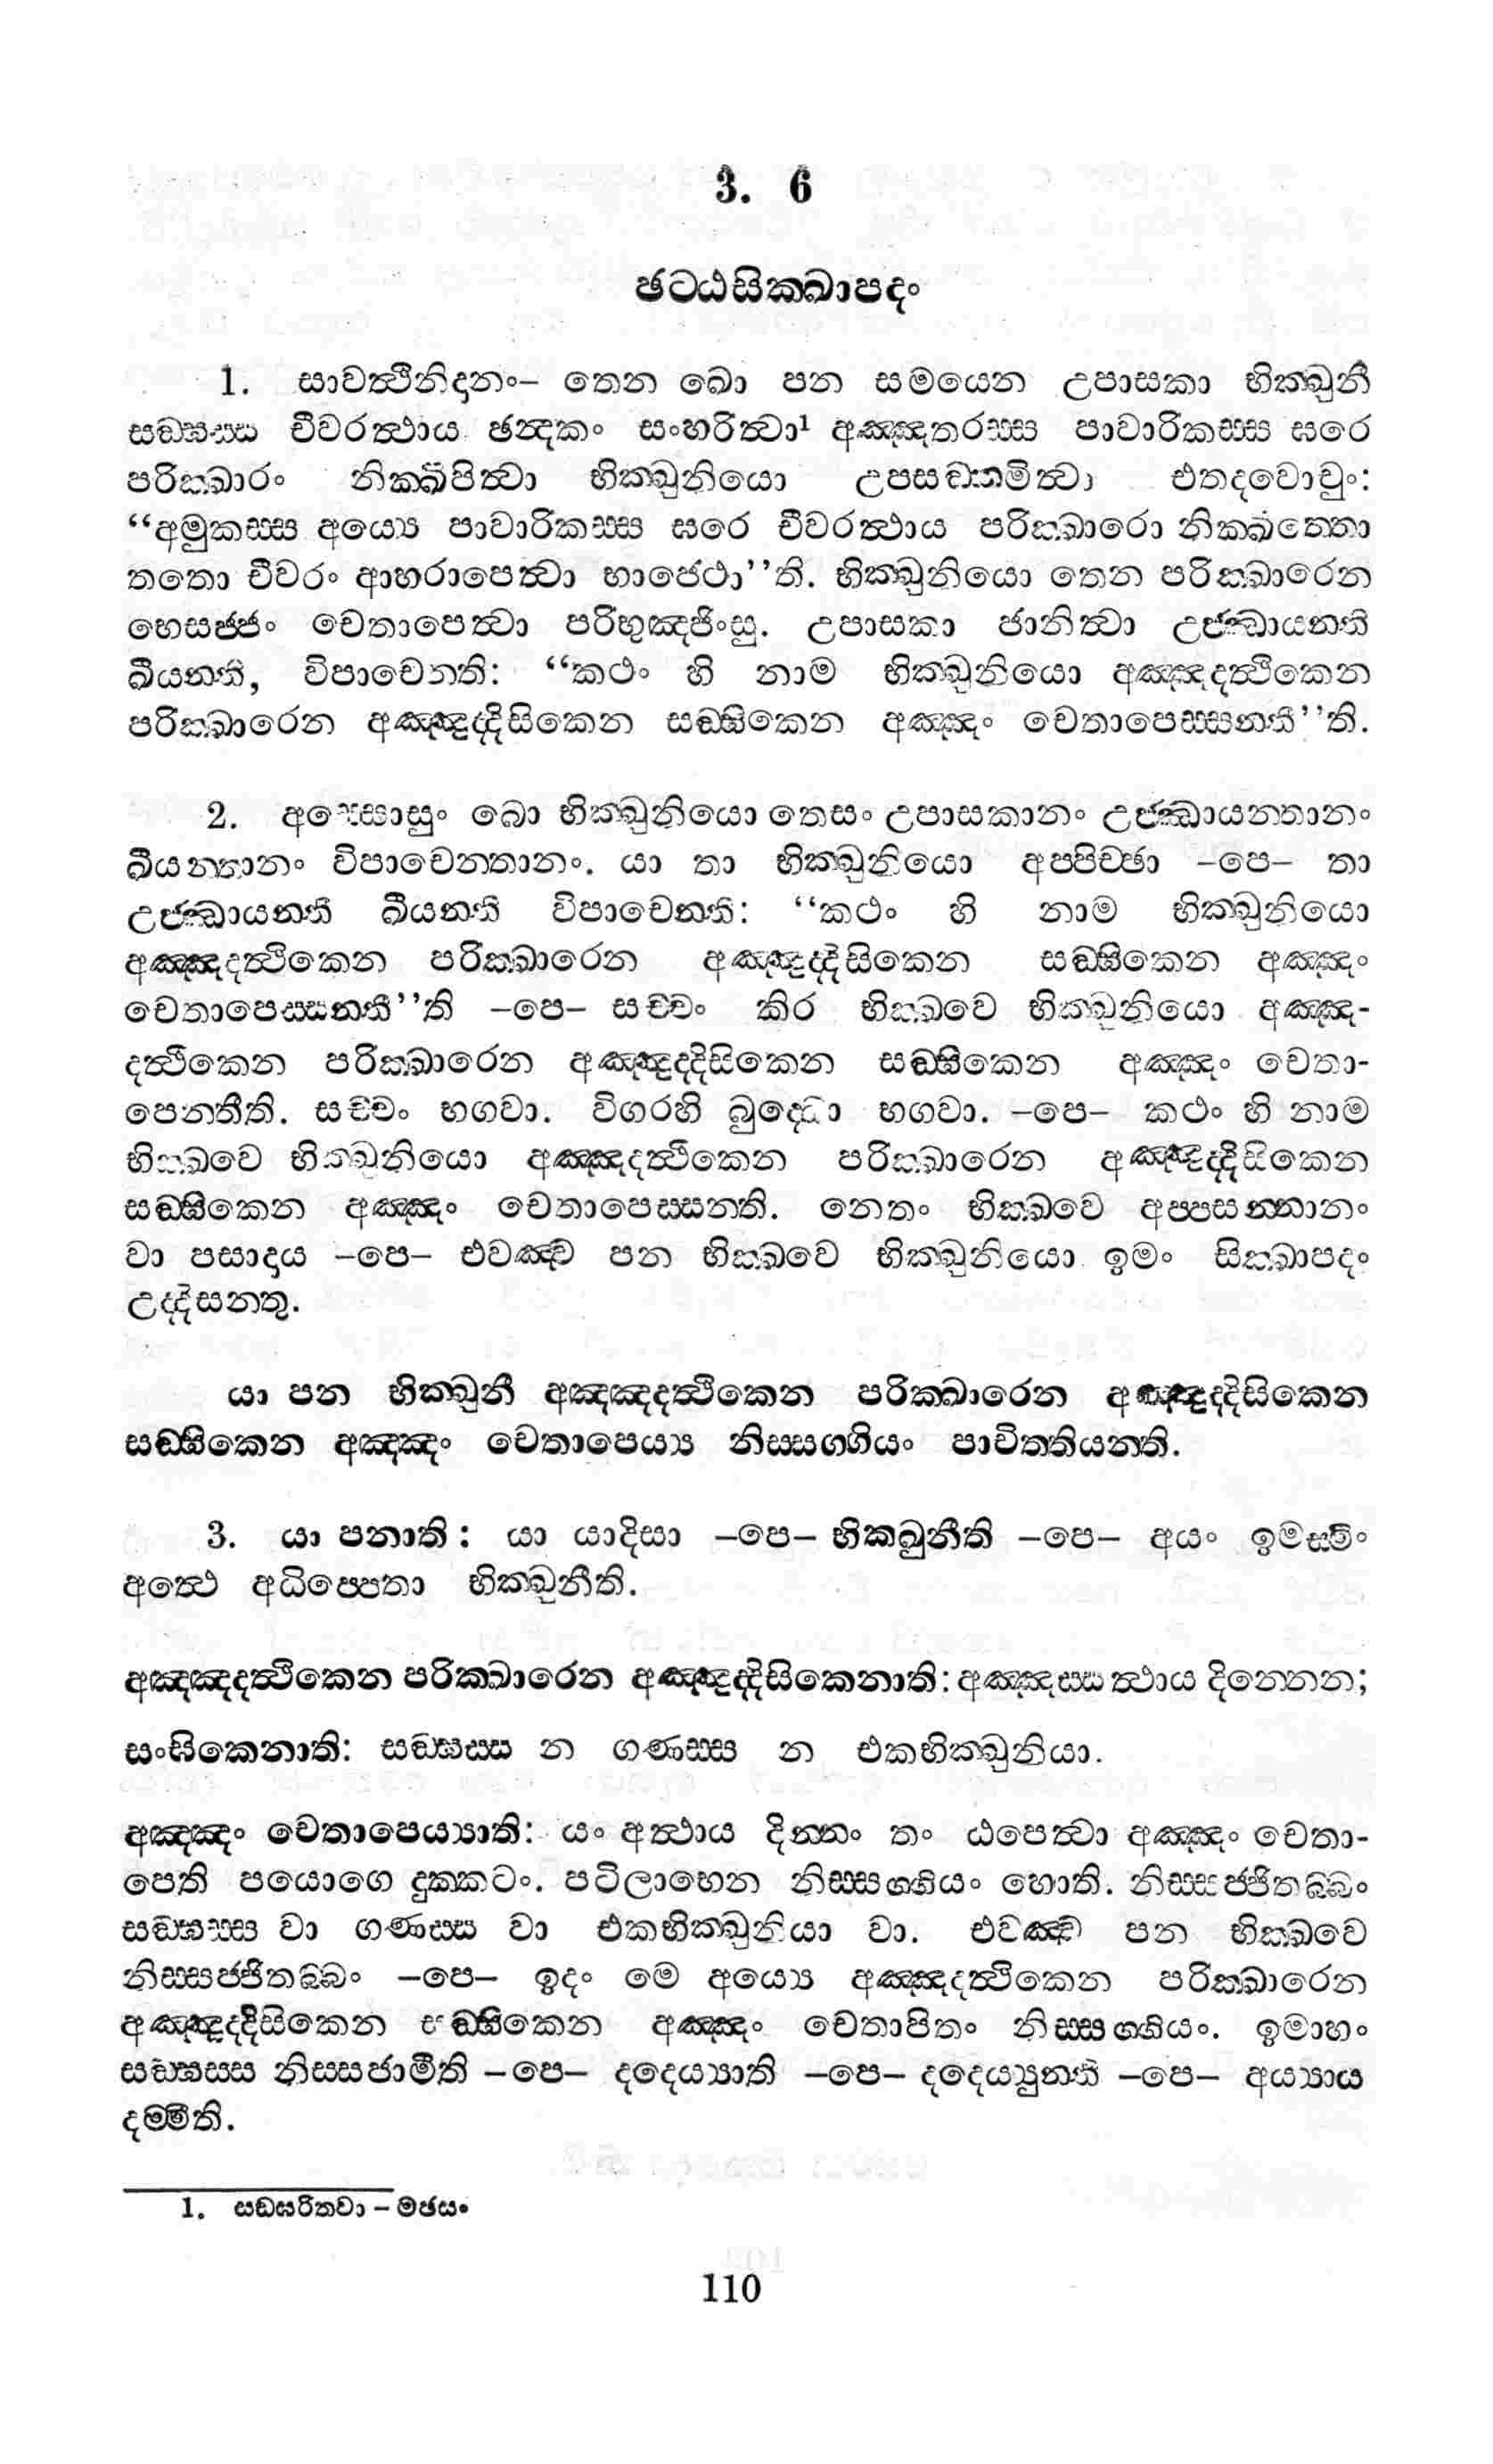 3. 6
ඡට්ඨසික්ඛාපදං
1. සාවත්ථිනිදානං– තෙන ඛො පන සමයෙන උපාසකා භික්ඛුනී
සඞ්ඝස්ස චීවරත්ථාය ඡන්දකං සංහරිත්වා¹ අඤ්ඤතරස්ස පාවාරිකස්ස ඝරෙ
පරික්ඛාරං නික්ඛිපිත්වා භික්ඛුනියො උපසඞ්කමිත්වා එතදවොචුං:
“අමුකස්ස අය්‍යෙ පාවාරිකස්ස ඝරෙ චීවරත්ථාය පරික්ඛාරො නික්ඛිත්තො
තතො චීවරං ආහරාපෙත්වා භාජෙථා’’ති. භික්ඛුනියො තෙන පරික්ඛාරෙන
භෙසජ්ජං චෙතාපෙත්වා පරිභුඤ්ජිංසු. උපාසකා ජානිත්වා උජ්ඣායන්ති
ඛීයන්ති, විපාචෙන්ති: “කථං හි නාම භික්ඛුනියො අඤ්ඤදත්ථිකෙන
පරික්ඛාරෙන අඤ්ඤුද්දිසිකෙන සඞ්ඝිකෙන අඤ්ඤං චෙතාපෙස්සන්තී’’ති.
2. අස්සොසුං ඛො භික්ඛුනියො තෙසං උපාසකානං උජ්ඣායන්තානං
ඛීයන්තානං විපාචෙන්තානං. යා තා භික්ඛුනියො අප්පිච්ඡා –පෙ– තා
උජ්ඣායන්තී ඛීයන්ති විපාචෙන්ති: “කථං හි නාම භික්ඛුනියො
අඤ්ඤදත්ථිකෙන පරික්ඛාරෙන අඤ්ඤුද්දිසිකෙන සඞ්ඝිකෙන අඤ්ඤං
චෙතාපෙස්සන්තී’’ති –පෙ– සච්චං කිර භික්ඛවෙ භික්ඛුනියො අඤ්ඤ-
දත්ථිකෙන පරික්ඛාරෙන අඤ්ඤුද්දිසිකෙන සඞ්ඝිකෙන අඤ්ඤං චෙතා-
පෙනතීති. සච්චං භගවා. විගරහි බුද්ධො භගවා. –පෙ– කථං හි නාම
භික්ඛවෙ භික්ඛුනියො අඤ්ඤදත්ථිකෙන පරික්ඛාරෙන අඤ්ඤුද්දිසිකෙන
සඞ්ඝිකෙන අඤ්ඤං චෙතාපෙස්සන්ති. නෙතං භික්ඛවෙ අප්පසන්නානං
වා පසාදාය –පෙ– එවඤ්ච පන භික්ඛවෙ භික්ඛුනියො ඉමං සික්ඛාපදං
උද්දිසන්තු.
යා පන භික්ඛුනී අඤ්ඤදත්ථිකෙන පරික්ඛාරෙන අඤ්ඤුද්දිසිකෙන
සඞ්ඝිකෙන අඤ්ඤං චෙතාපෙය්‍ය නිස්සග්ගියං පාචිත්තියන්ති.
3. යා පනාති: යා යාදිසා –පෙ– භික්ඛුනීති –පෙ– අයං ඉමස්මිං
අත්ථෙ අධිප්පෙතා භික්ඛුනීති.
අඤ්ඤදත්ථිකෙන පරික්ඛාරෙන අඤ්ඤුද්දිසිකෙනාති: අඤ්ඤස්සත්ථාය දින්නෙන;
සංඝිකෙනාති: සඞ්ඝස්ස න ගණස්ස න එකභික්ඛුනියා.
අඤ්ඤං චෙතාපෙය්‍යාති: යං අත්ථාය දින්නං තං ඨපෙත්වා අඤ්ඤං චෙතා-
පෙති පයොගෙ දුක්කටං. පටිලාභෙන නිස්සග්ගියං හොති. නිස්සජ්ජිතබ්බං
සඞ්ඝස්ස වා ගණස්ස වා එකභික්ඛුනියා වා. එවඤ්ච පන භික්ඛවෙ
නිස්සජ්ජිතබ්බං –පෙ– ඉදං මෙ අය්‍යෙ අඤ්ඤදත්ථිකෙන පරික්ඛාරෙන
අඤ්ඤුද්දිසිකෙන සඞ්ඝිකෙන අඤ්ඤං චෙතාපිතං නිස්සග්ගියං. ඉමාහං
සඞ්ඝස්ස නිස්සජාමීති –පෙ– දදෙය්‍යාති –පෙ– දදෙය්‍යුන්ති –පෙ– අය්‍යාය
දම්මීති.
1. සඞ්ඝරිත්වා – මඡසං
110